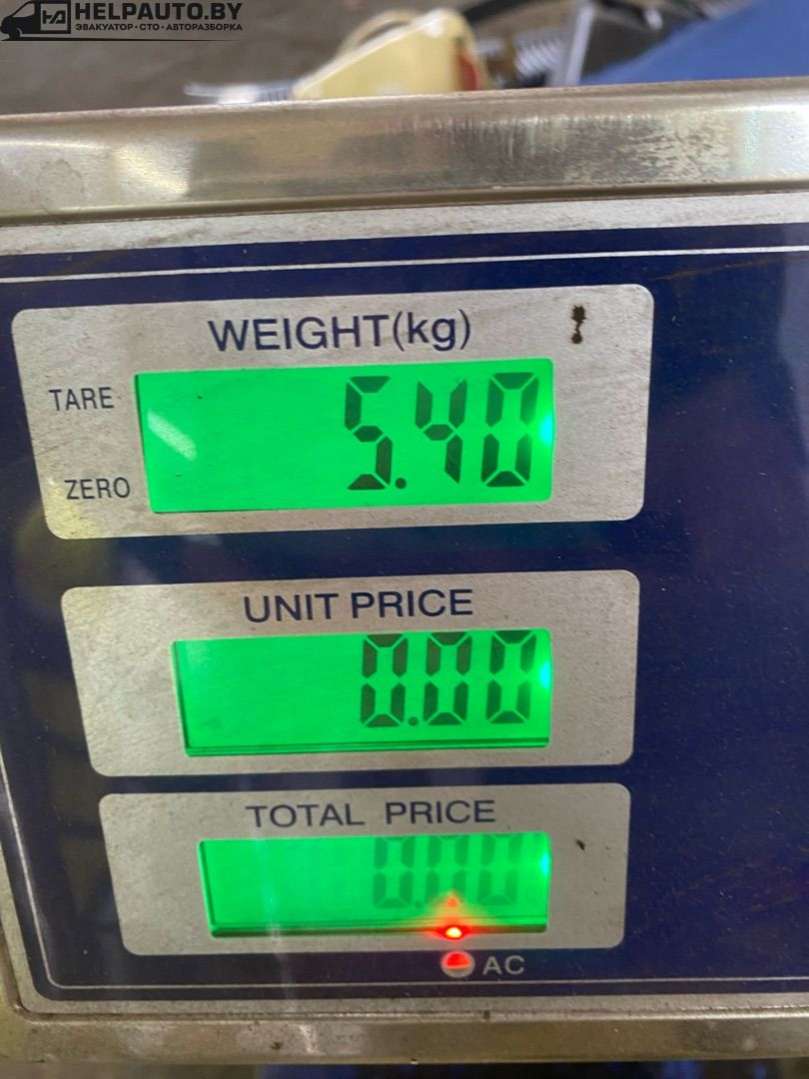 HELPAUTO.BY
ЭВАКУАТОР•СТО•АВТОРАЗБОРКА
WEIGHT(kg)
TARE
5.40
ZERO
UNIT PRICE
0.00
TOTAL PRICE
0.00
AC